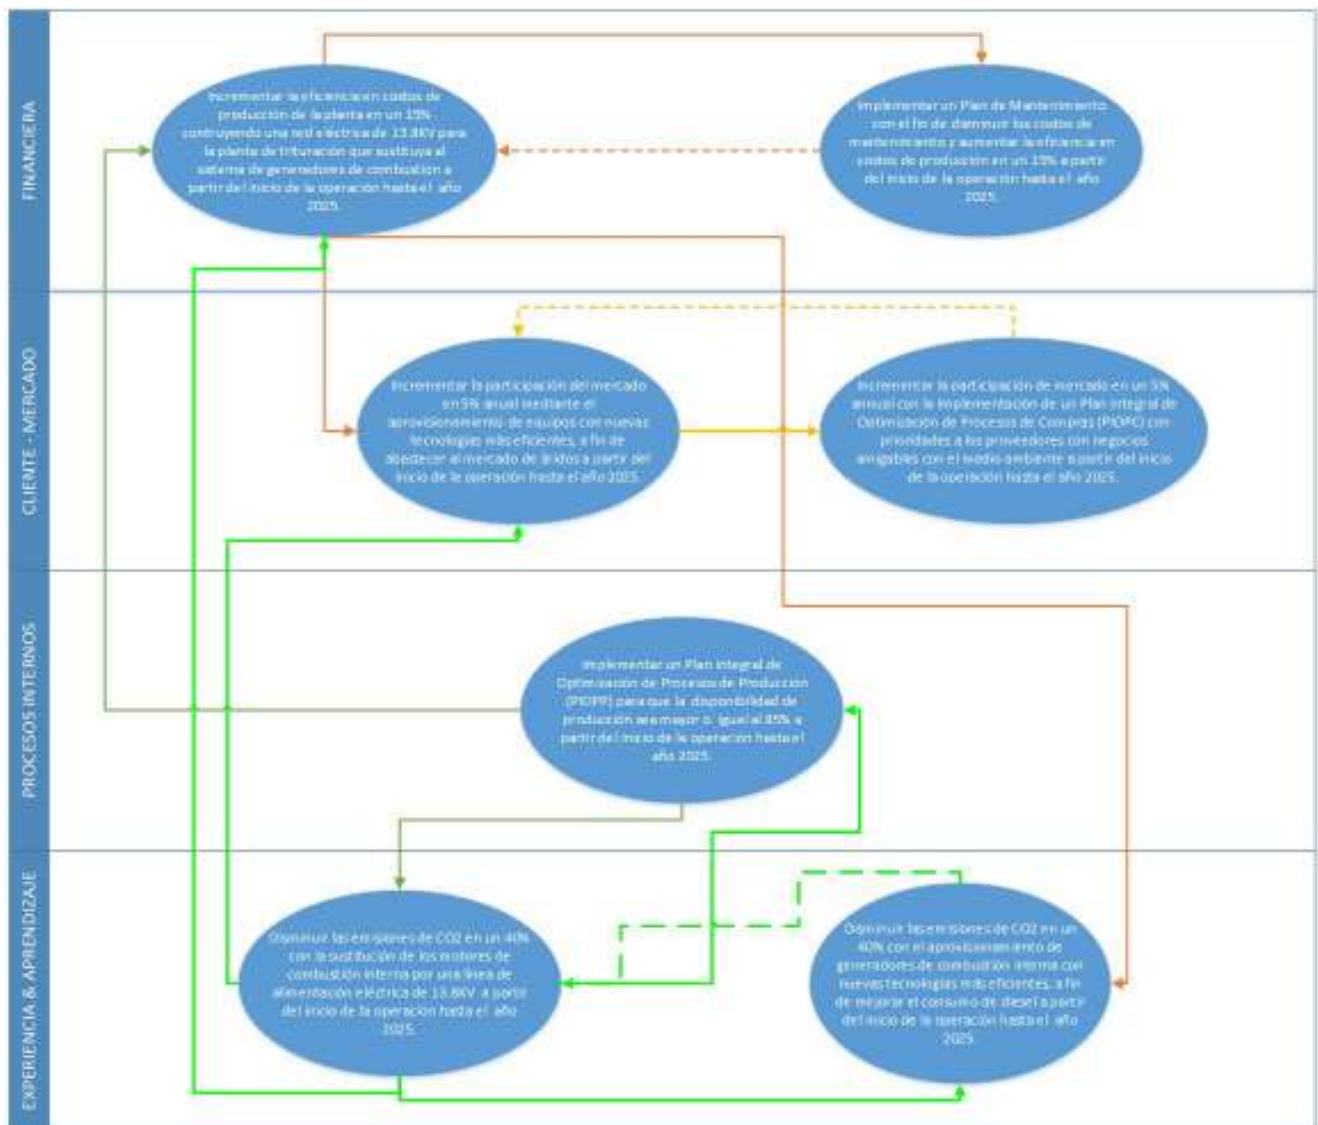 FINANCIERA
Incrementar la eficiencia en costos de
producción de la planta en un 15%
contruyendo una red eléctrica de 13.8KV para
la planta de trituración que sustituya al
sistema de generadores de combustion a
partir del inicio de la operación hasta el año
2025.
Implementar un Plan de Mantenimiento
con el fin de disminuir los costos de
mantenimiento y aumentar la eficiencia en
costos de producción en un 15% a partir
del inicio de la operación hasta el año
2025.
CLIENTE - MERCADO
Incrementar la participación del mercado
en 5% anual mediante el
aprovisionamiento de equipos con nuevas
tecnologías más eficientes, a fin de
abastecer al mercado de áridos a partir del
inicio de la operación hasta el año 2025.
Incrementar la participación de mercado en un 5%
annual con la implementación de un Plan Integral de
Optimización de Procesos de Compras (PIOPC) con
prioridades a los proveedores con negocios
amigables con el medio ambiente a partir del inicio
de la operación hasta el año 2025.
PROCESOS INTERNOS
Implementar un Plan Integral de
Optimización de Procesos de Producción
(PIOPP) para que la disponibilidad de
producción sea mayor o igual al 85% a
partir del inicio de la operación hasta el
año 2025.
EXPERIENCIA & APRENDIZAJE
Disminuir las emisiones de CO2 en un 40%
con la sustitución de los motores de
combustión interna por una línea de
alimentación eléctrica de 13.8KV a partir
del inicio de la operación hasta el año
2025.
Disminuir las emisiones de CO2 en un
40% con el aprovisionamiento de
generadores de combustión interna con
nuevas tecnologías más eficientes, a fin
de mejorar el consumo de diesel a partir
del inicio de la operación hasta el año
2025.